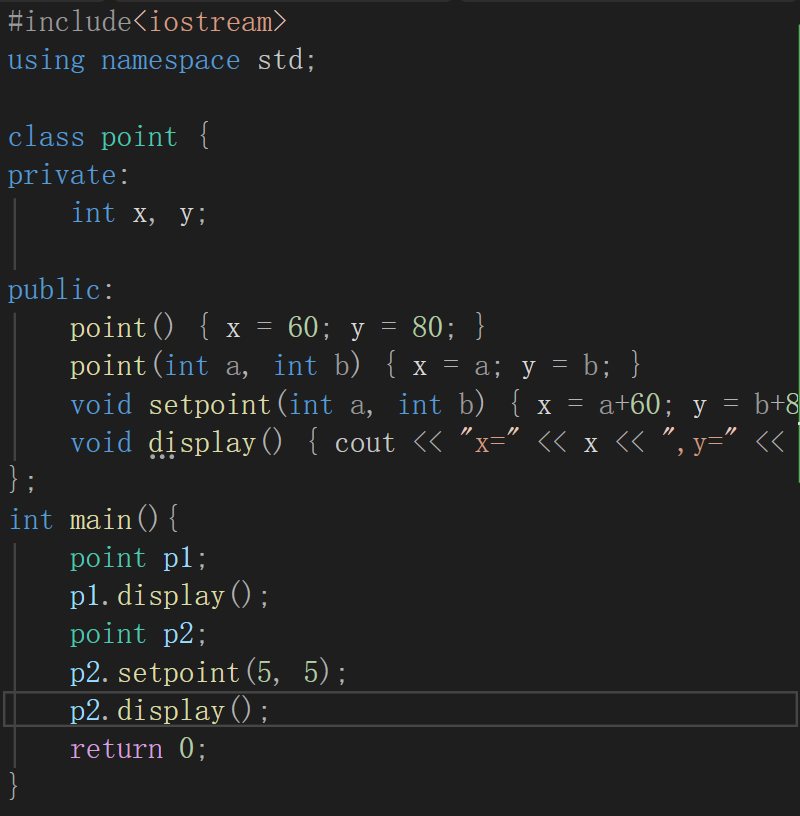 #include<iostream>
using namespace std;
class point {
private:
int x, y;
public:
point() { x = 60; y = 80; }
point(int a, int b) { x = a; y = b; }
void setpoint(int a, int b) { x = a+60; y = b+8
void display() { cout << "x=" << x << ",y=" <<
};
int main(){
point p1;
p1.display();
point p2;
p2.setpoint(5, 5);
p2.display();
return 0;
}